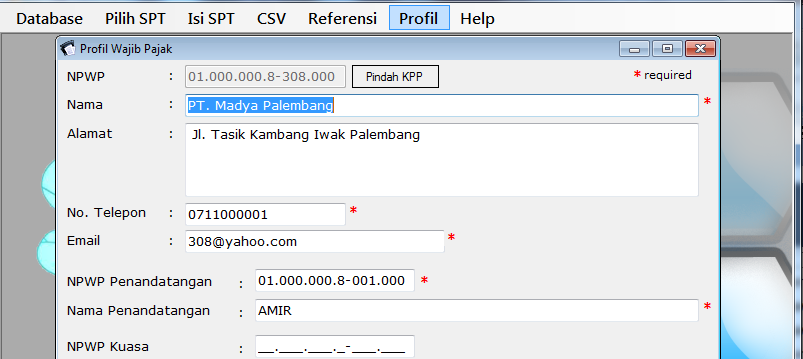 Database Pilih SPT Isi SPT CSV Referensi Profil Help
Profil Wajib Pajak
NPWP : 01.000.000.8-308.000 Pindah KPP * required
Nama : PT. Madya Palembang *
Alamat : Jl. Tasik Kambang Iwak Palembang
No. Telepon : 0711000001 *
Email : 308@yahoo.com *
NPWP Penandatangan : 01.000.000.8-001.000 *
Nama Penandatangan : AMIR *
NPWP Kuasa : __.___.___._-___.___